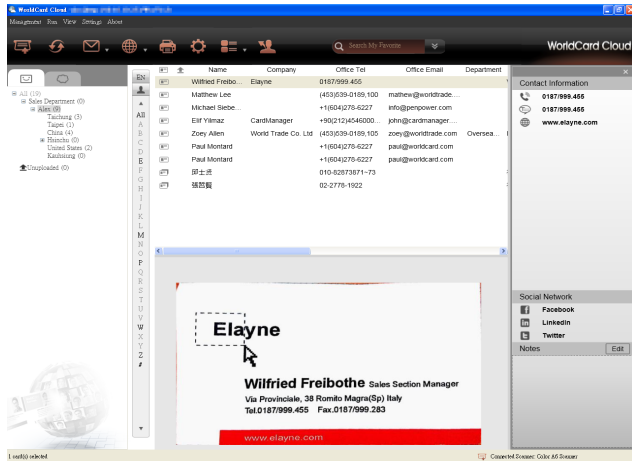 WorldCard Cloud
Management Run View Settings About
Search My Favorite
WorldCard Cloud
All (19)
Sales Department (0)
Alex (9)
Taichung (3)
Taipei (1)
China (4)
Hsinchu (0)
United States (2)
Kaohsiung (0)
Unuploaded (0)
EN
All
A
B
C
D
E
F
G
H
I
J
K
L
M
N
O
P
Q
R
S
T
U
V
W
X
Y
Z
#
Name Company Office Tel Office Email Department
Wilfried Freibo... Elayne 0187/999.455
Matthew Lee (453)539-0189,100 mathew@worldtrade....
Michael Siebe... +1(604)278-6227 info@penpower.com
Elif Yilmaz CardManager +90(212)4546000... john@cardmanager....
Zoey Allen World Trade Co. Ltd (453)539-0189,105 zoey@worldtrade.com Oversea...
Paul Montard +1(604)278-6227 paul@worldcard.com
Paul Montard +1(604)278-6227 paul@worldcard.com
010-82873871~73
02-2778-1922
Elayne
Wilfried Freibothe Sales Section Manager
Via Provinciale, 38 Romito Magra(Sp) Italy
Tel.0187/999.455 Fax.0187/999.283
www.elayne.com
Contact Information
0187/999.455
0187/999.455
www.elayne.com
Social Network
Facebook
LinkedIn
Twitter
Notes Edit
1 card(s) selected
Connected Scanner: Color A6 Scanner